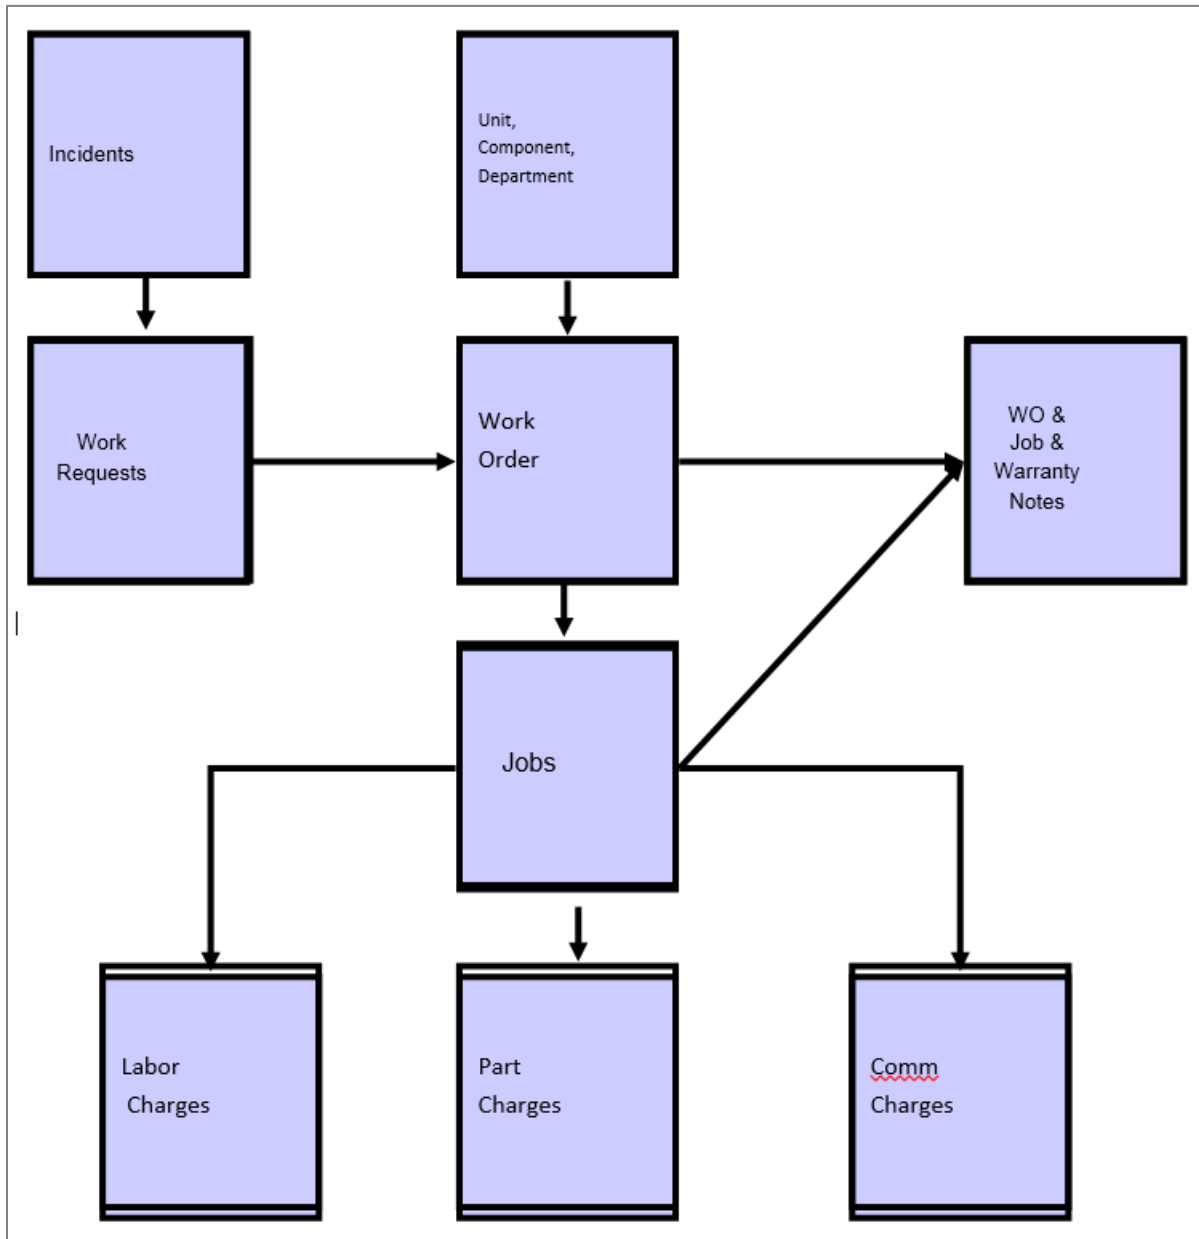 Incidents
Unit,
Component,
Department
Work
Requests
Work
Order
WO &
Job &
Warranty
Notes
Jobs
Labor
Charges
Part
Charges
Comm
Charges